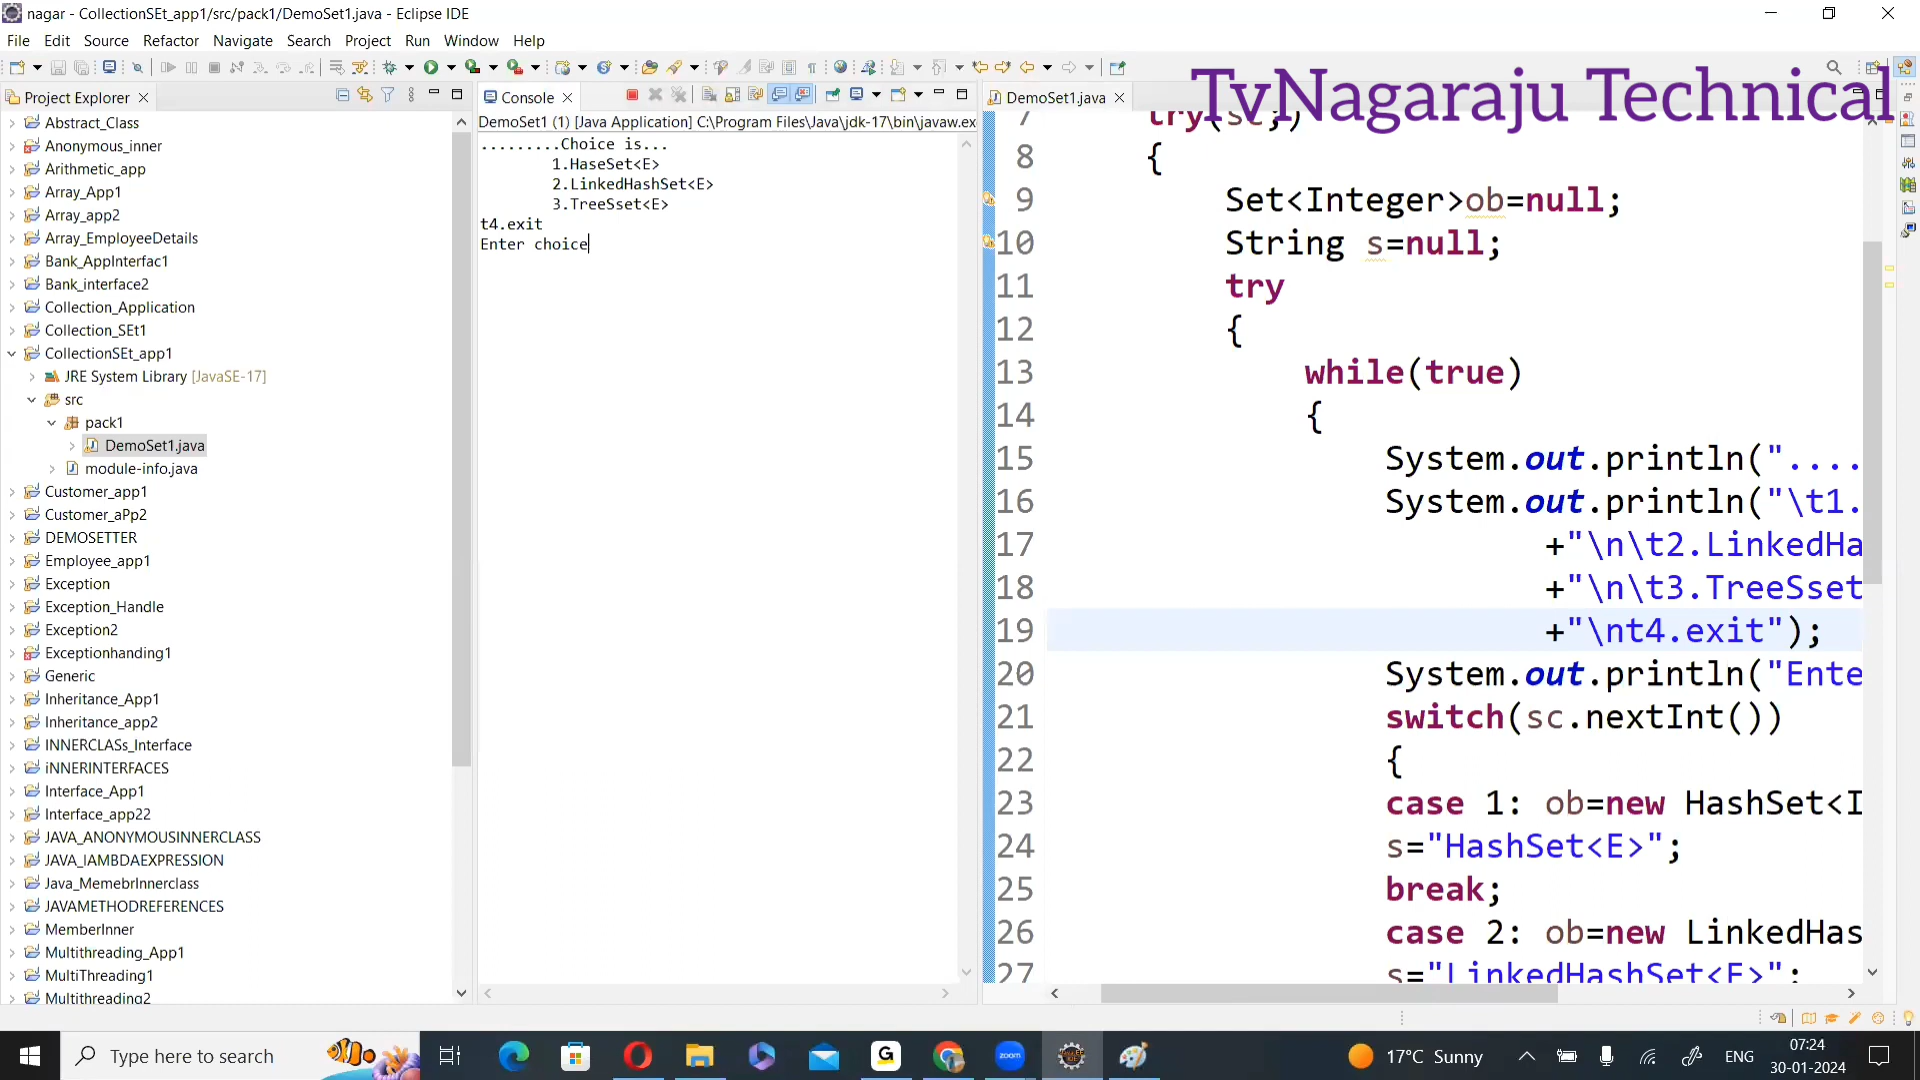 nagar - CollectionSEt_app1/src/pack1/DemoSet1.java - Eclipse IDE
File Edit Source Refactor Navigate Search Project Run Window Help
TvNagaraju Technical
Project Explorer
Abstract_Class
Anonymous_inner
Arithmetic_app
Array_App1
Array_app2
Array_EmployeeDetails
Bank_AppInterfac1
Bank_interface2
Collection_Application
Collection_SEt1
CollectionSEt_app1
JRE System Library [JavaSE-17]
src
pack1
DemoSet1.java
module-info.java
Customer_app1
Customer_aPp2
DEMOSETTER
Employee_app1
Exception
Exception_Handle
Exception2
Exceptionhanding1
Generic
Inheritance_App1
Inheritance_app2
INNERCLASs_Interface
iNNERINTERFACES
Interface_App1
Interface_app22
JAVA_ANONYMOUSINNERCLASS
JAVA_lAMBDAEXPRESSION
Java_MemebrInnerclass
JAVAMETHODREFERENCES
MemberInner
Multithreading_App1
MultiThreading1
Multithreading2
Console
DemoSet1 (1) [Java Application] C:\Program Files\Java\jdk-17\bin\javaw.ex
.........Choice is...
1.HaseSet<E>
2.LinkedHashSet<E>
3.TreeSset<E>
t4.exit
Enter choice
DemoSet1.java
7 try(sc;)
8 {
9 Set<Integer>ob=null;
10 String s=null;
11 try
12 {
13 while(true)
14 {
15 System.out.println("....
16 System.out.println("\t1.
17 +"\n\t2.LinkedHa
18 +"\n\t3.TreeSset
19 +"\nt4.exit");
20 System.out.println("Ente
21 switch(sc.nextInt())
22 {
23 case 1: ob=new HashSet<I
24 s="HashSet<E>";
25 break;
26 case 2: ob=new LinkedHas
27 s="LinkedHashSet<E>";
Type here to search
zoom
17°C Sunny
ENG
07:24
30-01-2024